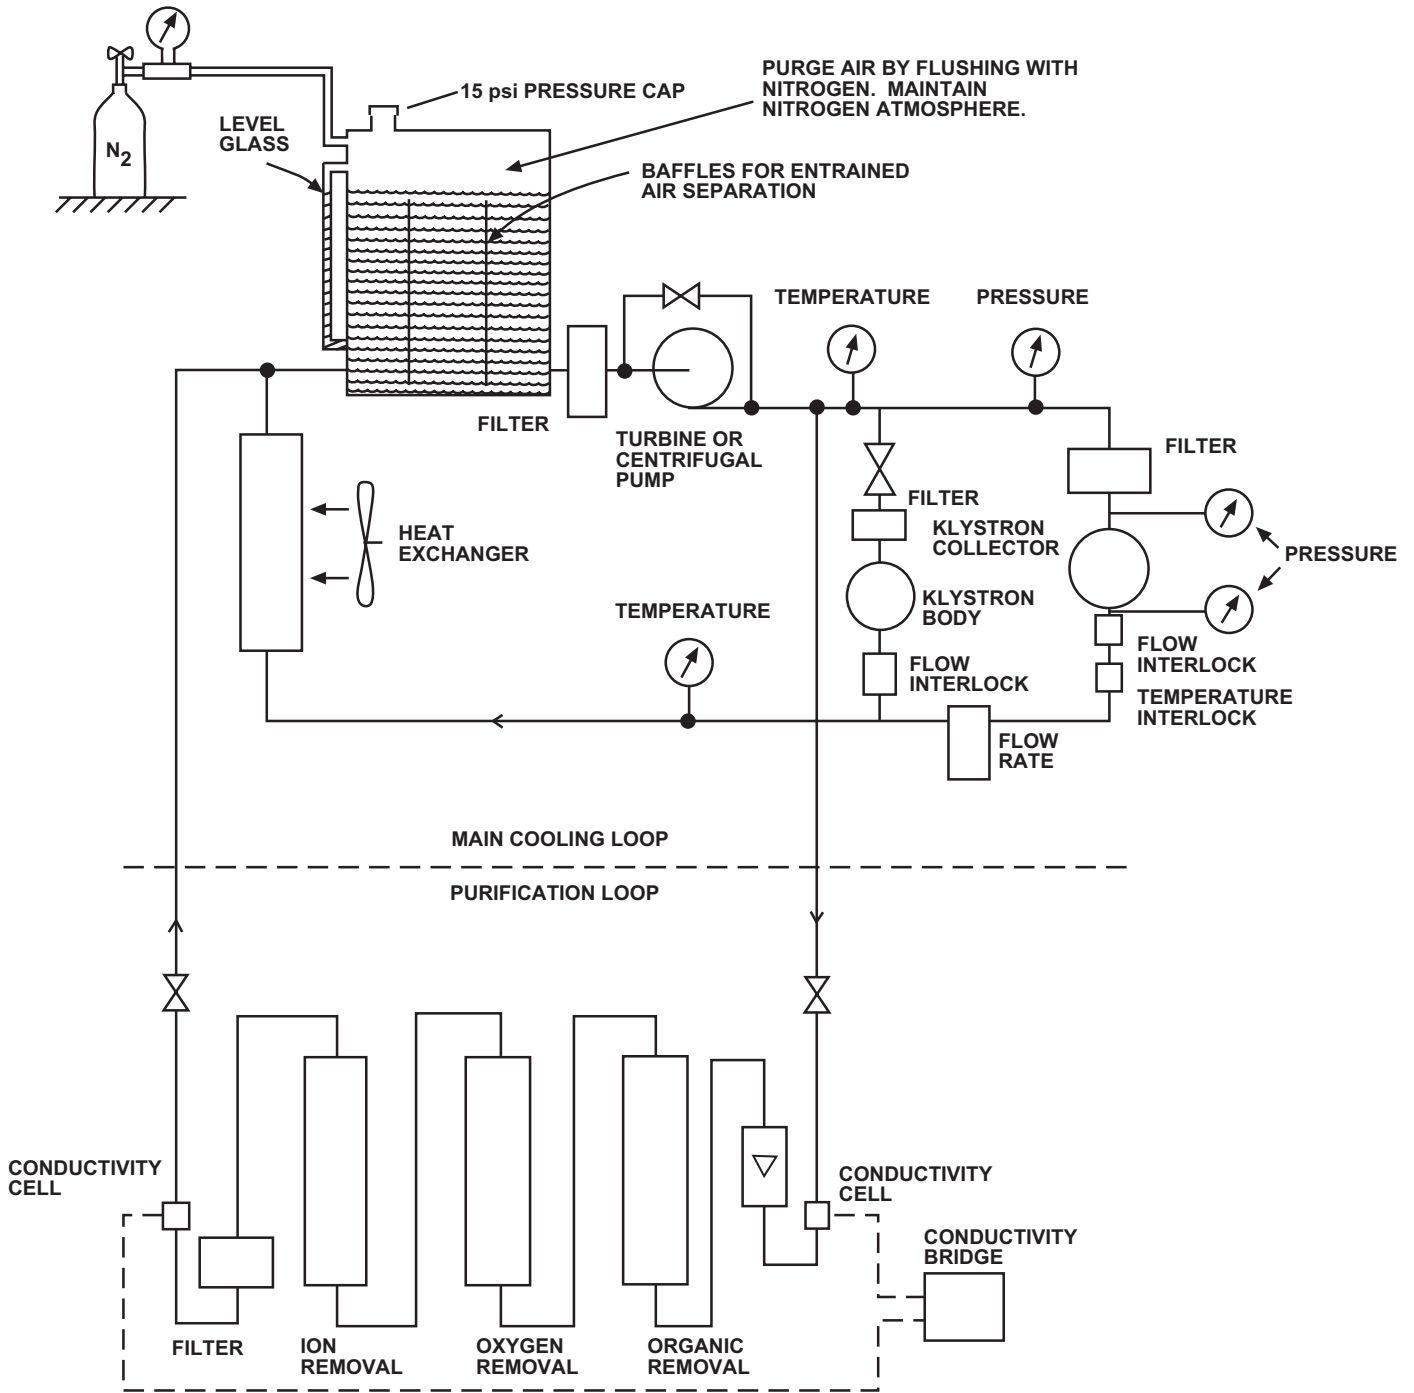 PURGE AIR BY FLUSHING WITH
NITROGEN. MAINTAIN
NITROGEN ATMOSPHERE.
15 psi PRESSURE CAP
LEVEL
GLASS
N2
BAFFLES FOR ENTRAINED
AIR SEPARATION
TEMPERATURE
PRESSURE
FILTER
TURBINE OR
CENTRIFUGAL
PUMP
FILTER
FILTER
KLYSTRON
COLLECTOR
PRESSURE
HEAT
EXCHANGER
KLYSTRON
BODY
TEMPERATURE
FLOW
INTERLOCK
FLOW
INTERLOCK
TEMPERATURE
INTERLOCK
FLOW
RATE
MAIN COOLING LOOP
PURIFICATION LOOP
CONDUCTIVITY
CELL
CONDUCTIVITY
CELL
CONDUCTIVITY
BRIDGE
FILTER
ION
REMOVAL
OXYGEN
REMOVAL
ORGANIC
REMOVAL